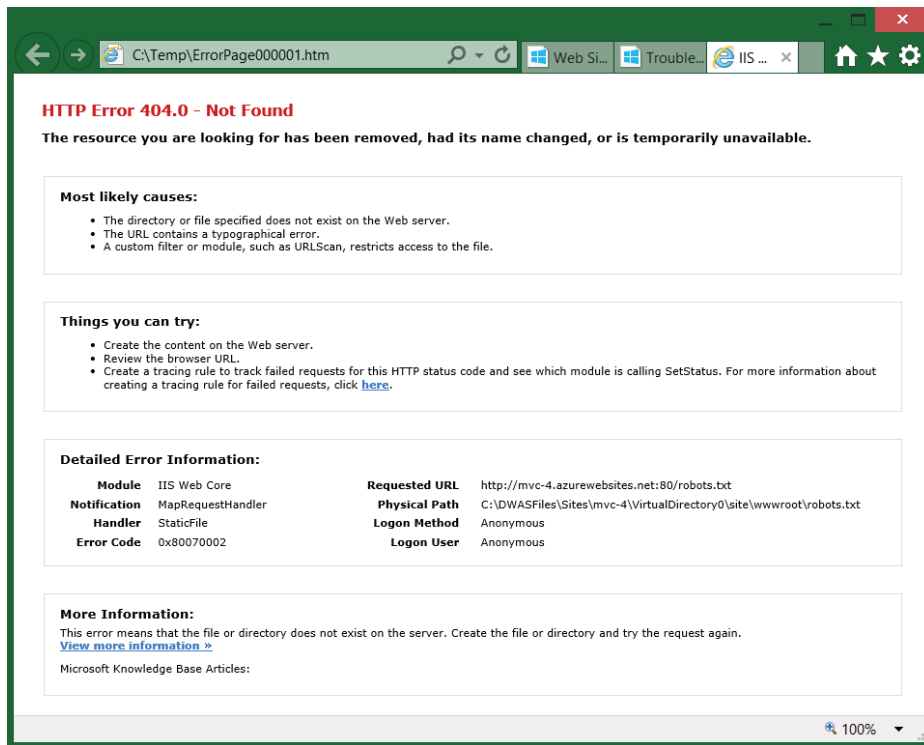 C:\Temp\ErrorPage000001.htm
Web Si...
Trouble...
IIS ...
HTTP Error 404.0 - Not Found
The resource you are looking for has been removed, had its name changed, or is temporarily unavailable.
Most likely causes:
• The directory or file specified does not exist on the Web server.
• The URL contains a typographical error.
• A custom filter or module, such as URLScan, restricts access to the file.
Things you can try:
• Create the content on the Web server.
• Review the browser URL.
• Create a tracing rule to track failed requests for this HTTP status code and see which module is calling SetStatus. For more information about
creating a tracing rule for failed requests, click here.
Detailed Error Information:
Module IIS Web Core
Notification MapRequestHandler
Handler StaticFile
Error Code 0x80070002
Requested URL http://mvc-4.azurewebsites.net:80/robots.txt
Physical Path C:\DWASFiles\Sites\mvc-4\VirtualDirectory0\site\wwwroot\robots.txt
Logon Method Anonymous
Logon User Anonymous
More Information:
This error means that the file or directory does not exist on the server. Create the file or directory and try the request again.
View more information »
Microsoft Knowledge Base Articles:
100%